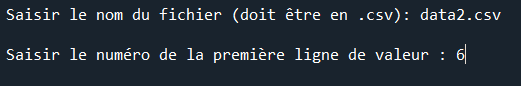 Saisir le nom du fichier (doit être en .csv): data2.csv
Saisir le numéro de la première ligne de valeur : 6